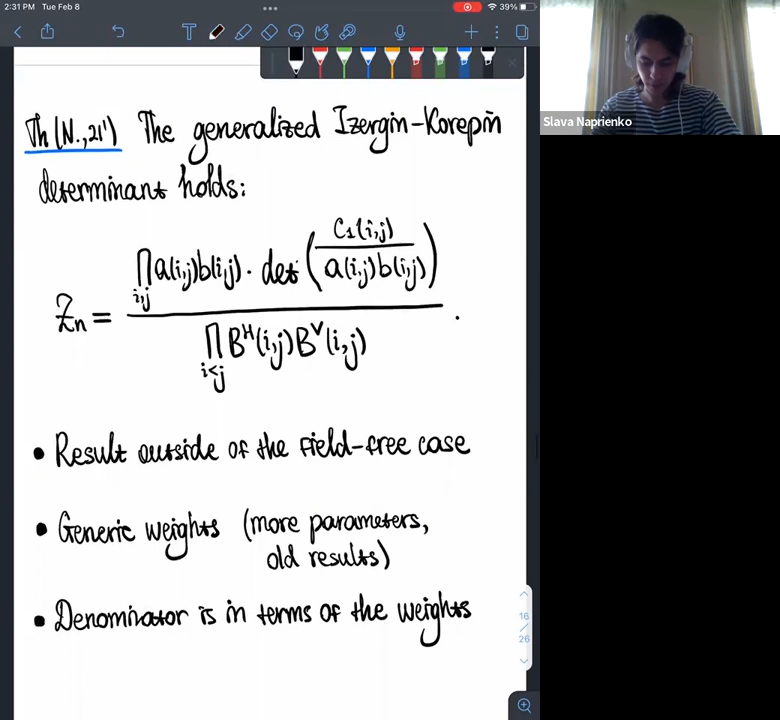 2:31 PM Tue Feb 8
39%
Th (N., 21') The generalized Izergin-Korepin
determinant holds:
Zₙ = ∏_{i,j} a(i,j)b(i,j) · det ( C₁(i,j) / a(i,j)b(i,j) ) / ∏_{i<j} Bᴴ(i,j)Bⱽ(i,j) .
• Result outside of the field-free case
• Generic weights (more parameters,
old results)
• Denominator is in terms of the weights
16
/
26
Slava Naprienko